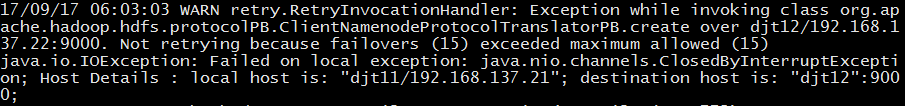 17/09/17 06:03:03 WARN retry.RetryInvocationHandler: Exception while invoking class org.apa
che.hadoop.hdfs.protocolPB.ClientNamenodeProtocolTranslatorPB.create over djt12/192.168.1
37.22:9000. Not retrying because failovers (15) exceeded maximum allowed (15)
java.io.IOException: Failed on local exception: java.nio.channels.ClosedByInterruptExcepti
on; Host Details : local host is: "djt11/192.168.137.21"; destination host is: "djt12":900
0;